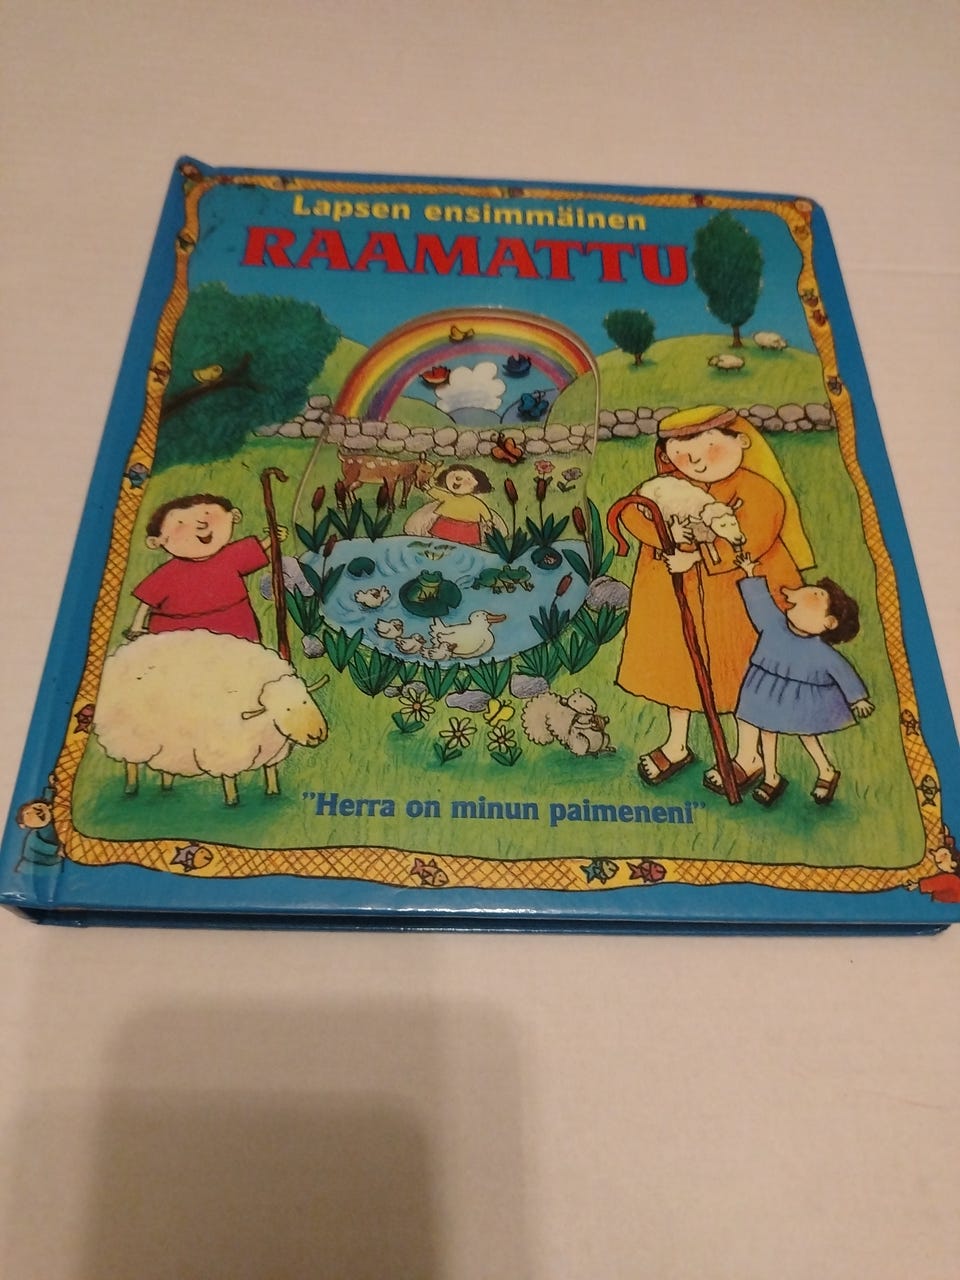 Lapsen ensimmäinen
RAAMATTU
"Herra on minun paimeneni"